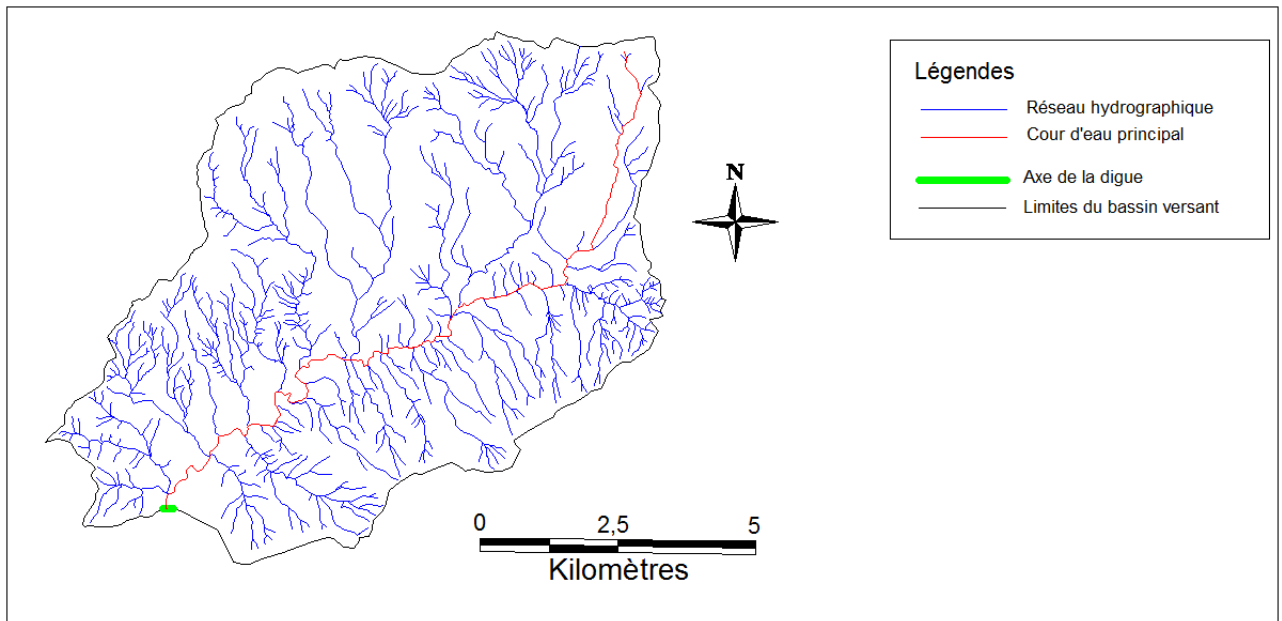 Légendes
Réseau hydrographique
Cour d'eau principal
Axe de la digue
Limites du bassin versant
N
0 2,5 5
Kilomètres